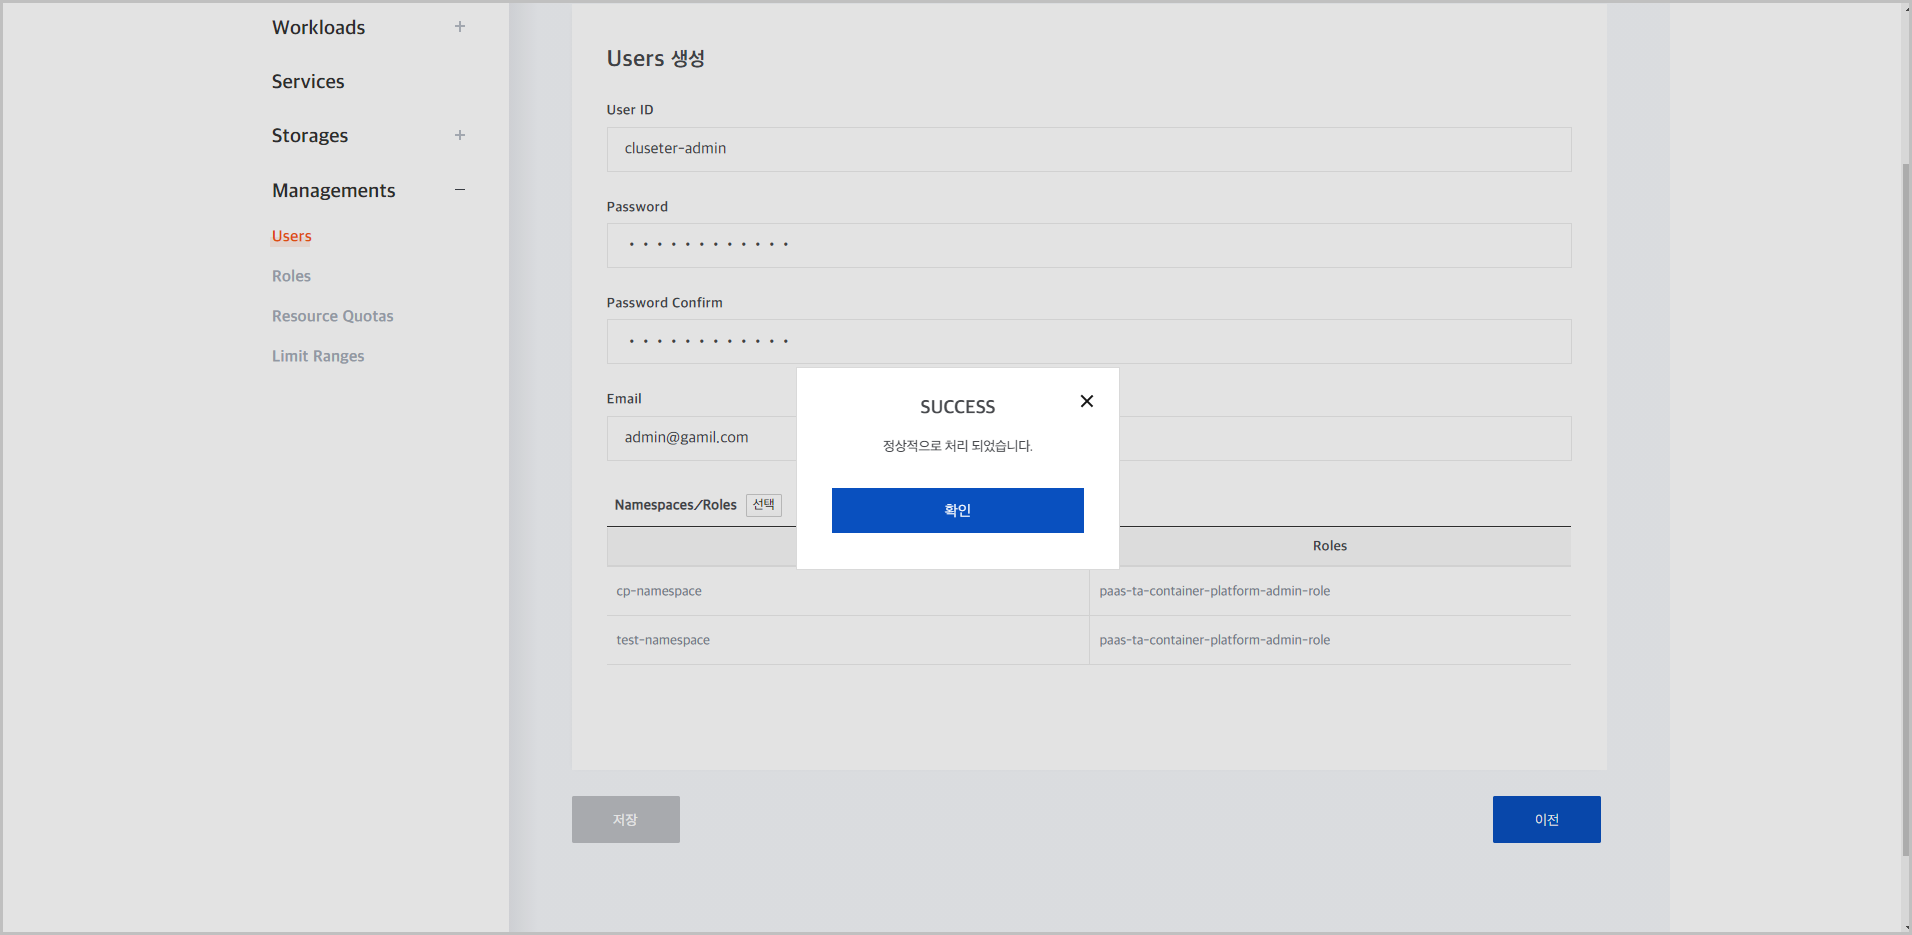 Workloads
Services
Storages
Managements
Users
Roles
Resource Quotas
Limit Ranges
Users 생성
User ID
cluseter-admin
Password
Password Confirm
Email
admin@gamil.com
Namespaces/Roles 선택
Roles
cp-namespace paas-ta-container-platform-admin-role
test-namespace paas-ta-container-platform-admin-role
SUCCESS
정상적으로 처리 되었습니다.
확인
저장
이전